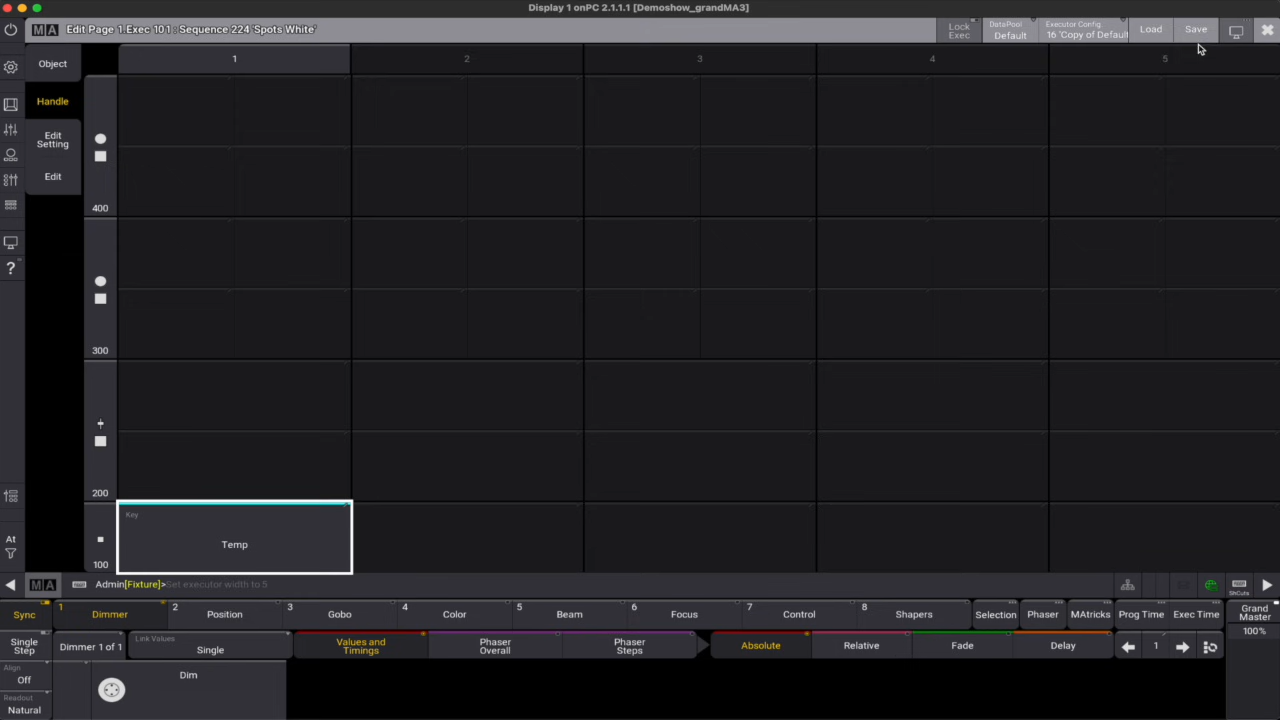 Display 1 onPC 2.1.1.1 [Demoshow_grandMA3]
MA Edit Page 1.Exec 101 : Sequence 224 'Spots White'
Lock Exec
DataPool
Default
Executor Config.
16 'Copy of Defaul
Load
Save
Object
Handle
Edit Setting
Edit
1 2 3 4 5
400
300
200
100
Key
Temp
?
At
MA Admin[Fixture]>Set executor width to 5
ShCuts
Sync
1 Dimmer
2 Position
3 Gobo
4 Color
5 Beam
6 Focus
7 Control
8 Shapers
Selection
Phaser
MAtricks
Prog Time
Exec Time
Grand Master
100%
Single Step
Dimmer 1 of 1
Link Values
Single
Values and Timings
Phaser Overall
Phaser Steps
Absolute
Relative
Fade
Delay
1
Align
Off
Dim
Readout
Natural